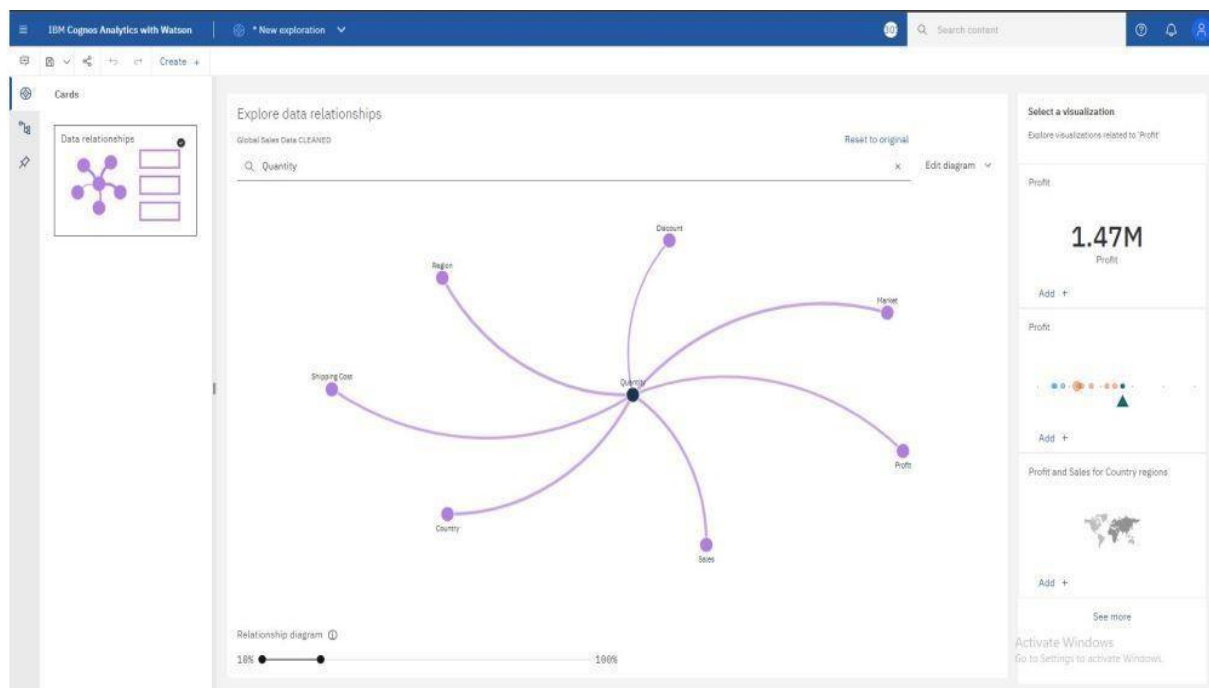 IBM Cognos Analytics with Watson
* New exploration
Search content
Create +
Cards
Data relationships
Explore data relationships
Global Sales Data CLEANED
Reset to original
Quantity
Edit diagram
Discount
Region
Market
Shipping Cost
Quantity
Profit
Country
Sales
Relationship diagram
10%
100%
Select a visualization
Explore visualizations related to 'Profit'
Profit
1.47M
Profit
Add +
Profit
Add +
Profit and Sales for Country regions
Add +
See more
Activate Windows
Go to Settings to activate Windows.